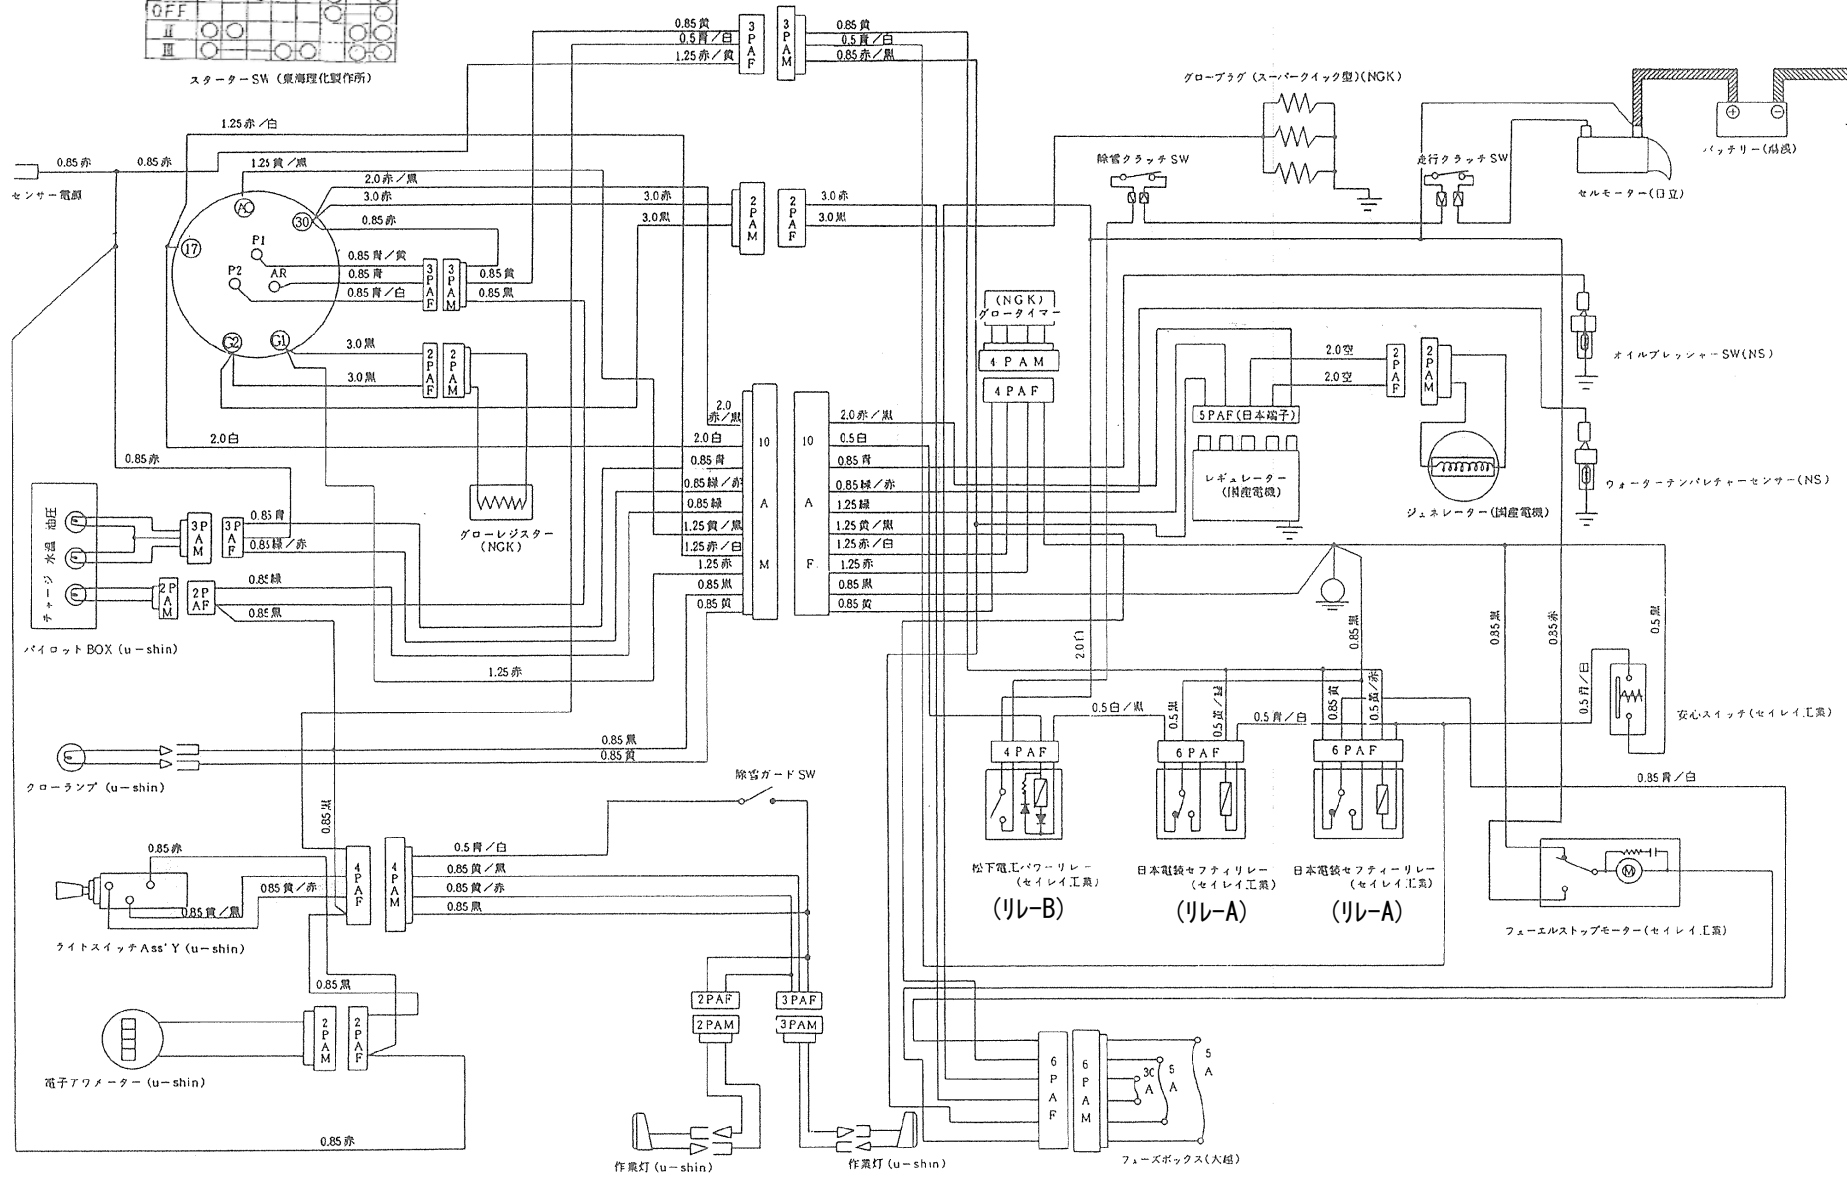 OFF
II
III
スターターSW（東海理化製作所）
0.85黄
0.5青／白
1.25赤／黄
3PAF
3PAM
0.85黄
0.5青／白
0.85赤／黒
グロープラグ（スーパークイック型）(NGK)
除雪クラッチSW
走行クラッチSW
セルモーター(日立)
バッテリー(湯浅)
0.85赤
0.85赤
センサー電源
1.25赤／白
1.25黄／黒
2.0赤／黒
3.0赤
0.85赤
AC
30
17
P1
P2
AR
G2
G1
0.85青／黄
0.85青
0.85青／白
3PAF
3PAM
0.85黄
0.85黒
3.0黒
3.0黒
2PAF
2PAM
グローレジスター
(NGK)
3.0赤
3.0黒
2PAM
2PAF
3.0赤
3.0黒
(NGK)
グロータイマー
4PAM
4PAF
2.0空
2.0空
2PAF
2PAM
5PAF(日本端子)
レギュレーター
(国産電機)
ジェネレーター(国産電機)
オイルプレッシャーSW(NS)
ウォーターテンパレチャーセンサー(NS)
2.0白
0.85赤
2.0
赤／黒
2.0白
0.85青
0.85緑／赤
0.85緑
1.25黄／黒
1.25赤／白
1.25赤
0.85黒
0.85黄
10AM
10AF
2.0赤／黒
0.5白
0.85青
0.85緑／赤
1.25緑
1.25黄／黒
1.25赤／白
1.25赤
0.85黒
0.85黄
油圧
水温
チャージ
3PAM
3PAF
0.85青
0.85緑／赤
2PAM
2PAF
0.85緑
0.85黒
パイロットBOX（u－shin）
1.25赤
2.0白
0.85黒
0.85黒
0.85赤
0.5黒
0.5青／白
安心スイッチ(セイレイ工業)
0.5白／黒
0.5黒
0.5青／白
0.85黄
0.5黄／赤
4PAF
6PAF
6PAF
0.85青／白
0.85黒
0.85黄
クローランプ（u－shin）
除雪ガードSW
0.85黒
0.85赤
0.85黄／赤
0.85黄／黒
4PAF
4PAM
0.5青／白
0.85黄／黒
0.85黄／赤
0.85黒
ライトスイッチAss'Y（u－shin）
松下電工パワーリレー
(セイレイ工業)
(リレーB)
日本電装セフティリレー
(セイレイ工業)
(リレーA)
日本電装セフティーリレー
(セイレイ工業)
(リレーA)
M
フューエルストップモーター(セイレイ工業)
0.85黒
2PAM
2PAF
電子アワメーター（u－shin）
2PAF
2PAM
3PAF
3PAM
6PAF
6PAM
30A
5A
5A
0.85赤
作業灯（u－shin）
作業灯（u－shin）
フューズボックス(大越)